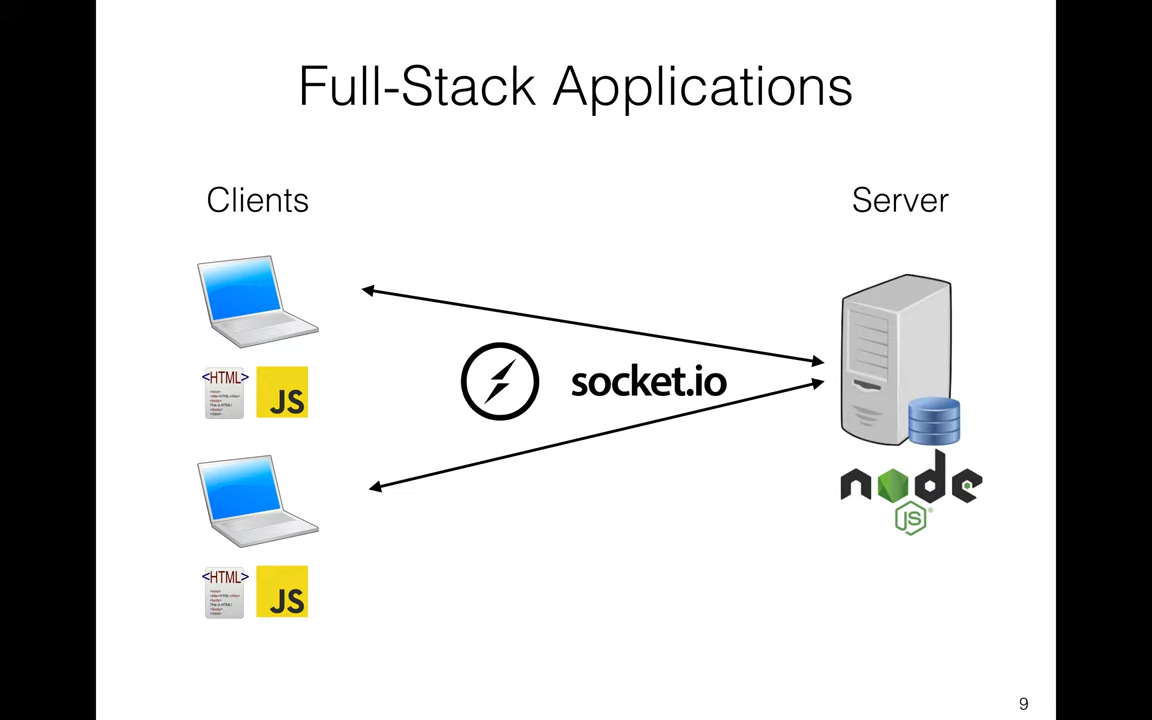 Full-Stack Applications
Clients
Server
<HTML>
JS
socket.io
node
JS
<HTML>
JS
9